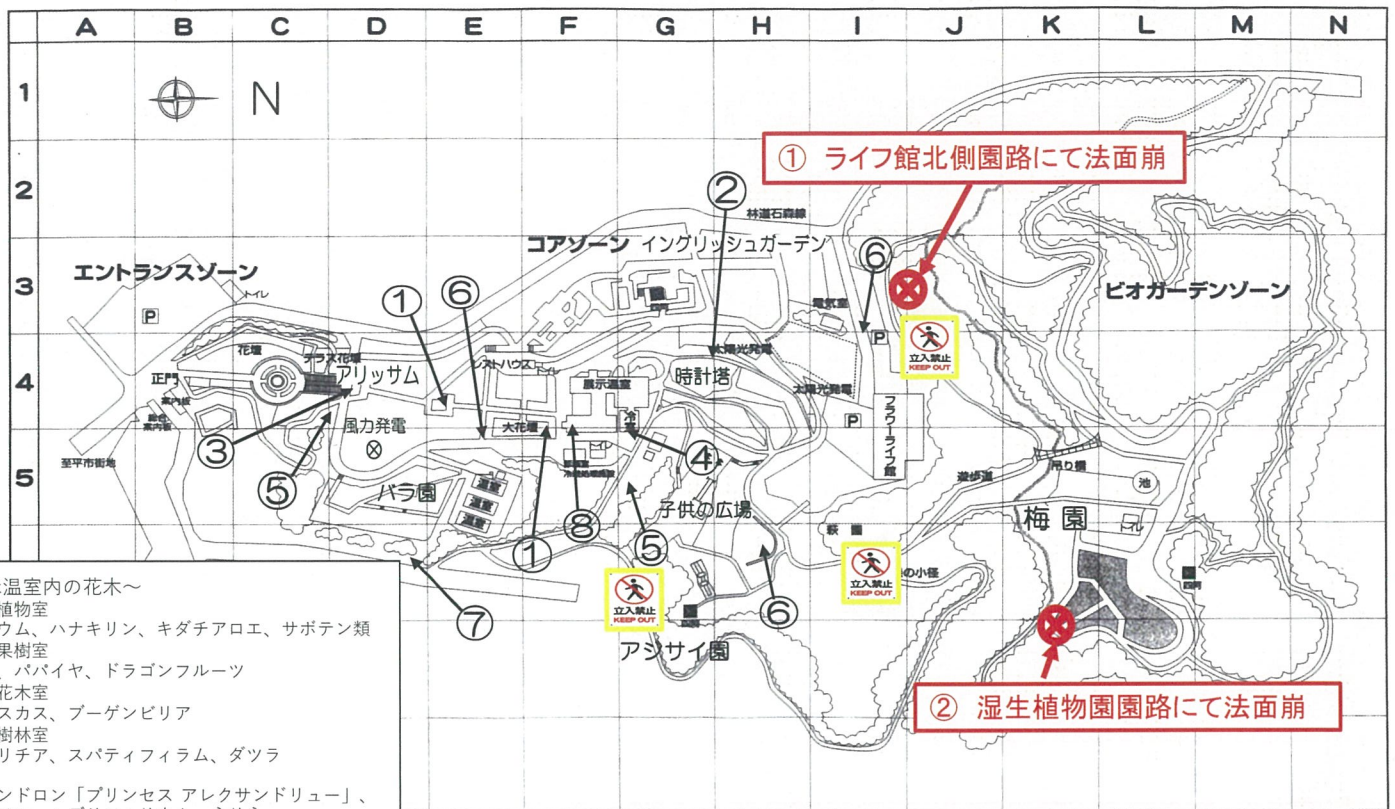 A B C D E F G H I J K L M N
1
N
① ライフ館北側園路にて法面崩
2
②
林道石森線
コアゾーン イングリッシュガーデン
⑥
エントランスゾーン
3
トイレ
P
①
⑥
電気室
ビオガーデンゾーン
P
立入禁止
KEEP OUT
花壇
テラス花壇
レストハウス
トイレ
太陽光発電
4
正門
アリッサム
展示温室
時計塔
太陽光発電
案内板
総合
案内板
風力発電
大花壇
冷室
P
フラワーライフ館
③
④
吊り橋
至平市街地
5
⑤
バラ園
温室
温室
温室
遊歩道
池
子供の広場
梅園
トイレ
①
⑧
⑤
萩園
立入禁止
KEEP OUT
の小径
立入禁止
KEEP OUT
⑦
⑥
四阿
アジサイ園
温室内の花木~
植物室
ウム、ハナキリン、キダチアロエ、サボテン類
果樹室
、パパイヤ、ドラゴンフルーツ
花木室
スカス、ブーゲンビリア
樹林室
リチア、スパティフィラム、ダツラ
ンドロン「プリンセス アレクサンドリュー」、
② 湿生植物園園路にて法面崩